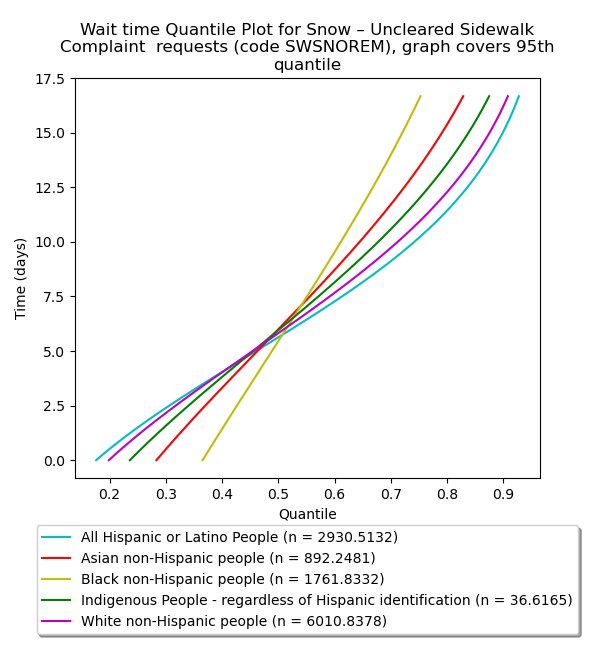 Wait time Quantile Plot for Snow – Uncleared Sidewalk
Complaint  requests (code SWSNOREM), graph covers 95th
quantile
17.5
15.0
12.5
10.0
7.5
5.0
2.5
0.0
Time (days)
0.2 0.3 0.4 0.5 0.6 0.7 0.8 0.9
Quantile
All Hispanic or Latino People (n = 2930.5132)
Asian non-Hispanic people (n = 892.2481)
Black non-Hispanic people (n = 1761.8332)
Indigenous People - regardless of Hispanic identification (n = 36.6165)
White non-Hispanic people (n = 6010.8378)